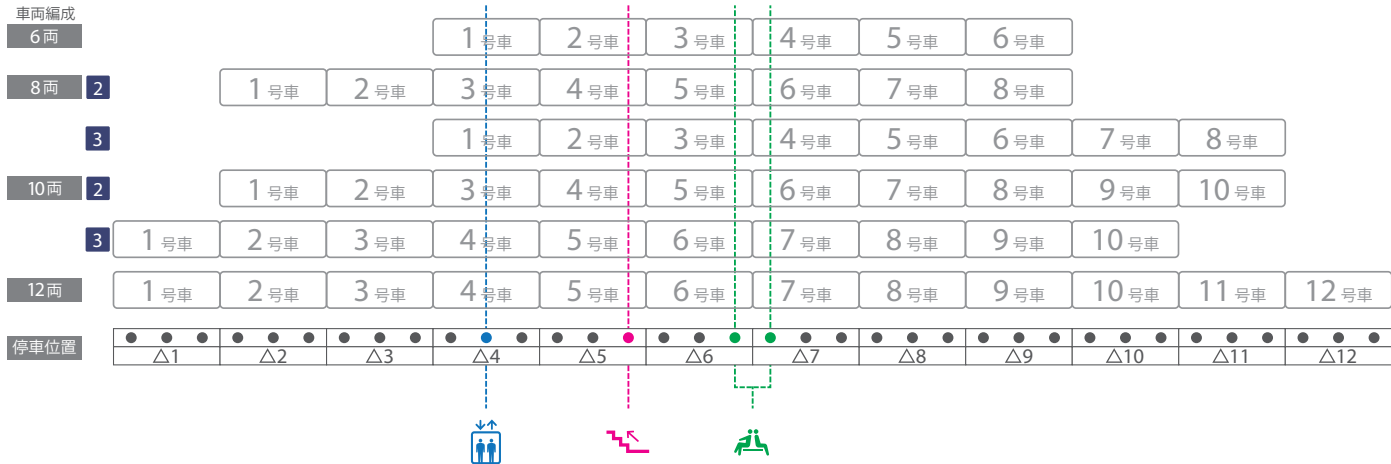 車両編成
6両 1号車 2号車 3号車 4号車 5号車 6号車
8両 2 1号車 2号車 3号車 4号車 5号車 6号車 7号車 8号車
3 1号車 2号車 3号車 4号車 5号車 6号車 7号車 8号車
10両 2 1号車 2号車 3号車 4号車 5号車 6号車 7号車 8号車 9号車 10号車
3 1号車 2号車 3号車 4号車 5号車 6号車 7号車 8号車 9号車 10号車
12両 1号車 2号車 3号車 4号車 5号車 6号車 7号車 8号車 9号車 10号車 11号車 12号車
停車位置 △1 △2 △3 △4 △5 △6 △7 △8 △9 △10 △11 △12